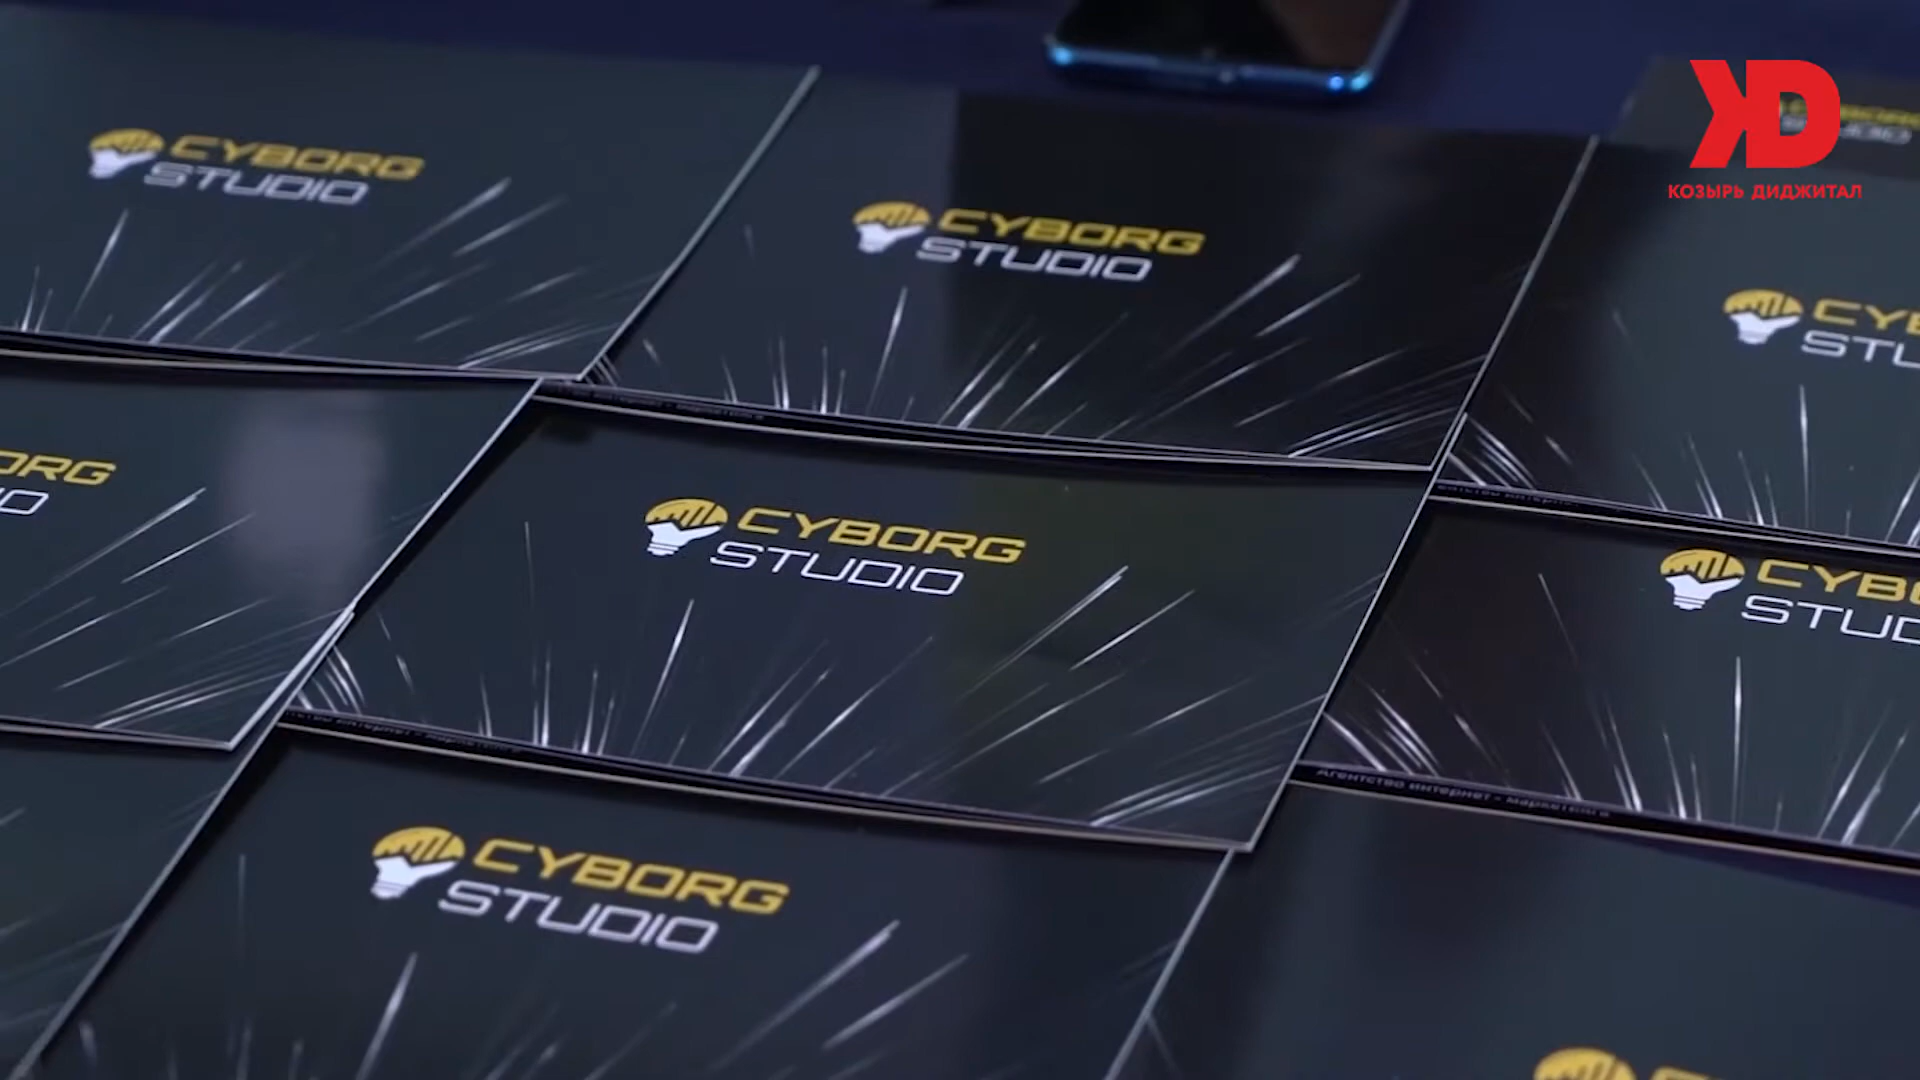 КОЗЫРЬ ДИДЖИТАЛ
CYBORG
STUDIO
CYBORG
STUDIO
CYBORG
STUDIO
CYBORG
STUDIO
Агентство интернет - маркетинга